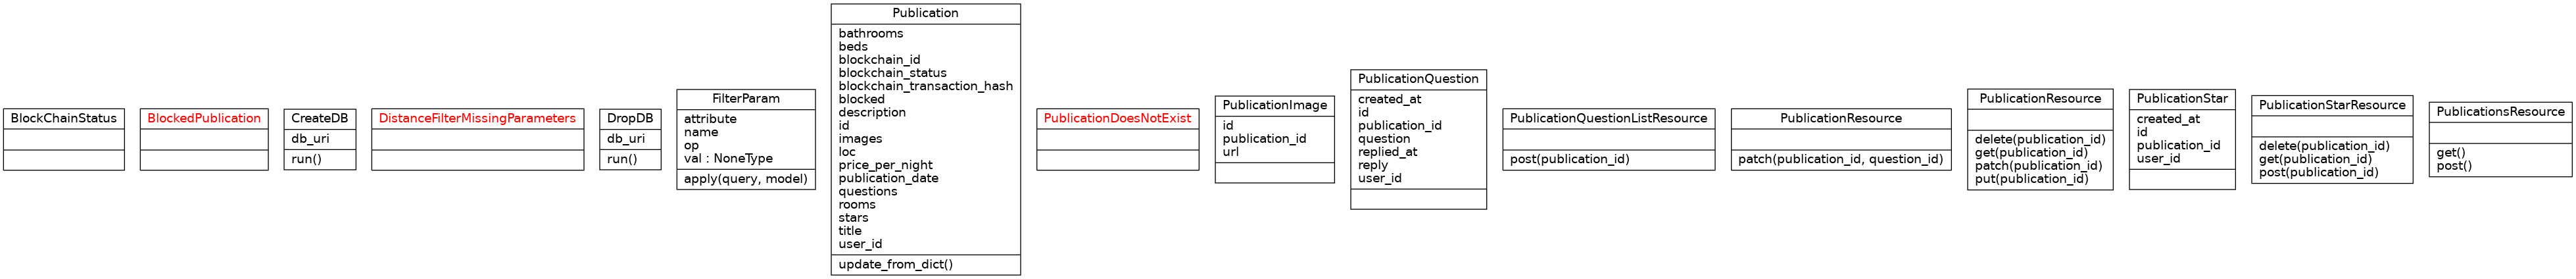 BlockChainStatus
BlockedPublication
CreateDB
db_uri
run()
DistanceFilterMissingParameters
DropDB
db_uri
run()
FilterParam
attribute
name
op
val : NoneType
apply(query, model)
Publication
bathrooms
beds
blockchain_id
blockchain_status
blockchain_transaction_hash
blocked
description
id
images
loc
price_per_night
publication_date
questions
rooms
stars
title
user_id
update_from_dict()
PublicationDoesNotExist
PublicationImage
id
publication_id
url
PublicationQuestion
created_at
id
publication_id
question
replied_at
reply
user_id
PublicationQuestionListResource
post(publication_id)
PublicationResource
patch(publication_id, question_id)
PublicationResource
delete(publication_id)
get(publication_id)
patch(publication_id)
put(publication_id)
PublicationStar
created_at
id
publication_id
user_id
PublicationStarResource
delete(publication_id)
get(publication_id)
post(publication_id)
PublicationsResource
get()
post()